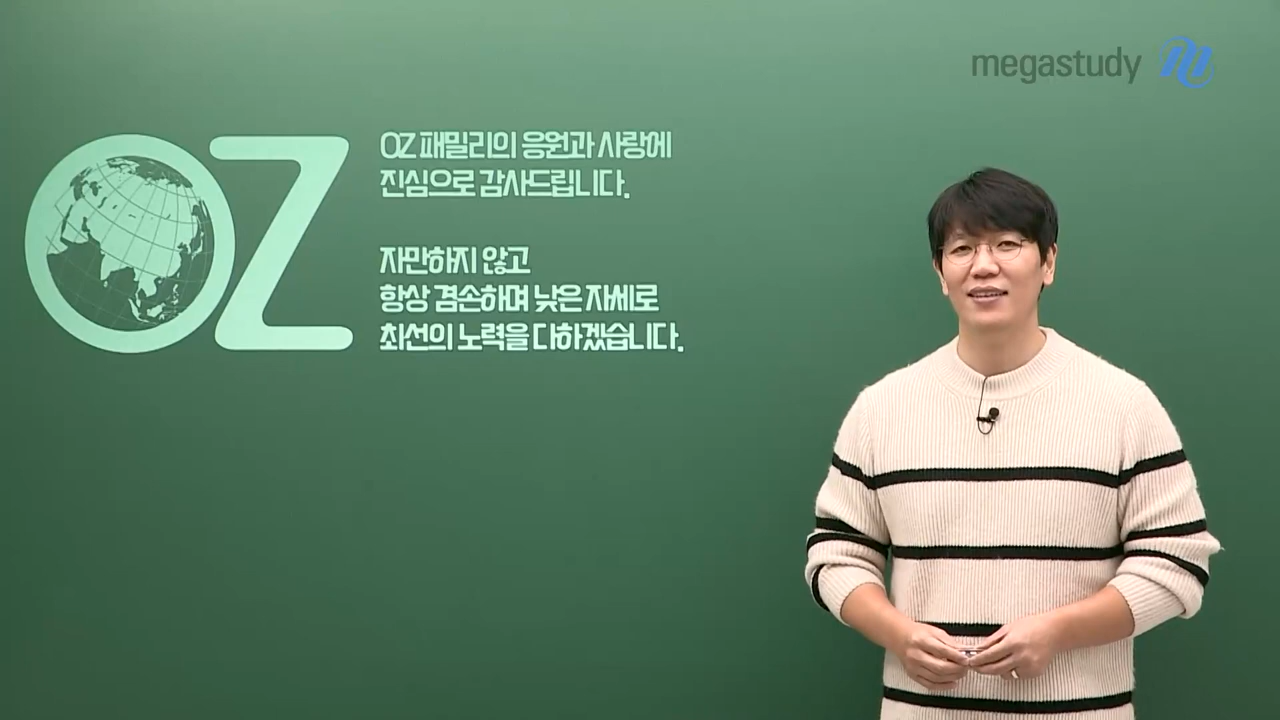 megastudy
OZ
OZ 패밀리의 응원과 사랑에
진심으로 감사드립니다.
자만하지 않고
항상 겸손하며 낮은 자세로
최선의 노력을 다하겠습니다.